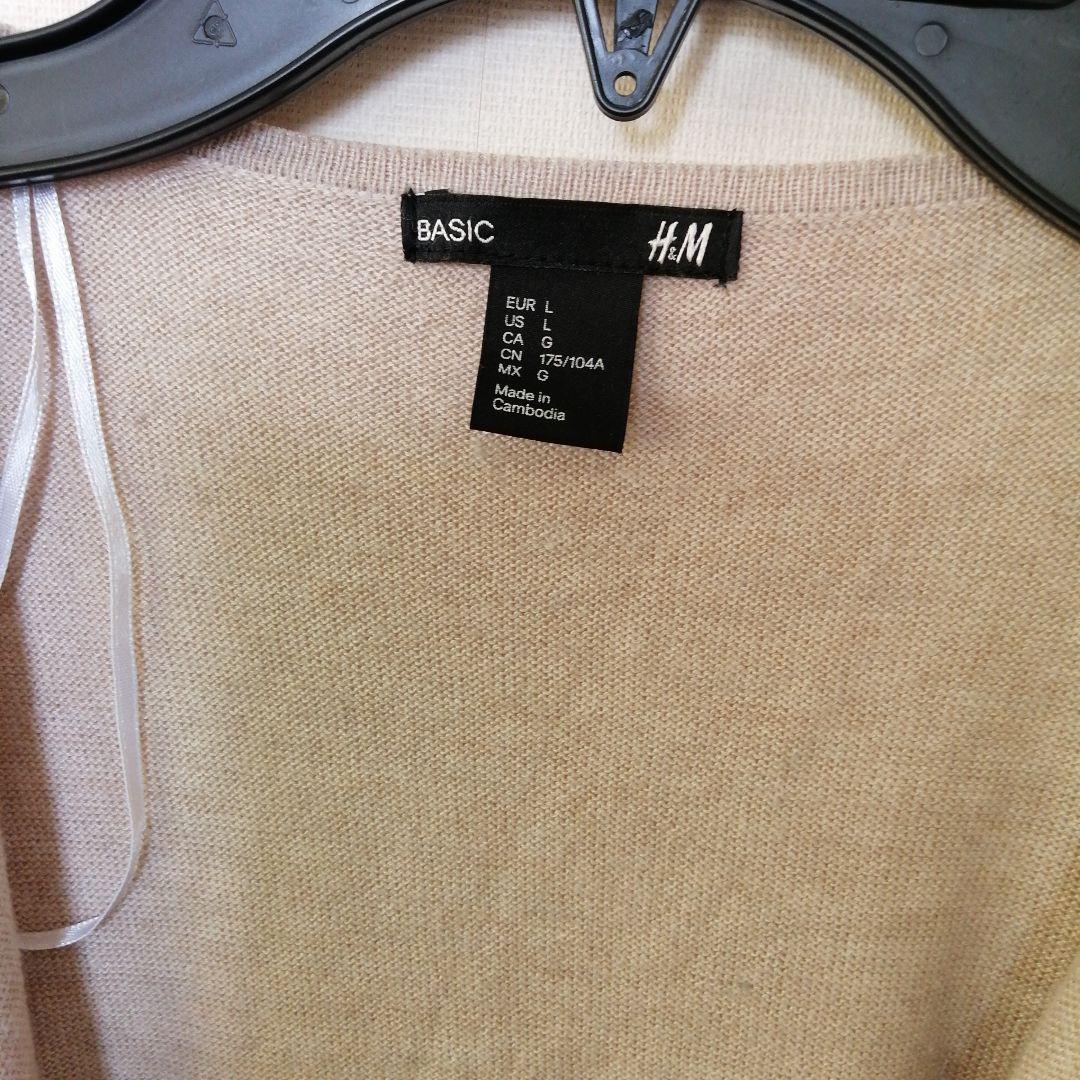 BASIC H&M
EUR L
US L
CA G
CN 175/104A
MX G
Made in
Cambodia